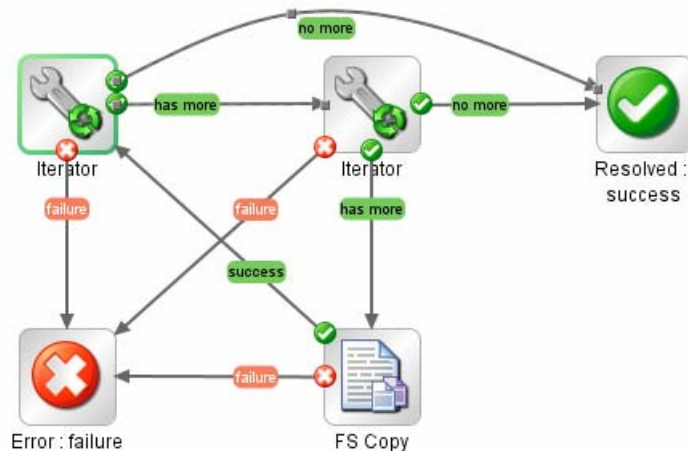 no more
has more
no more
Iterator
Iterator
Resolved :
success
failure
failure
has more
success
failure
Error : failure
FS Copy